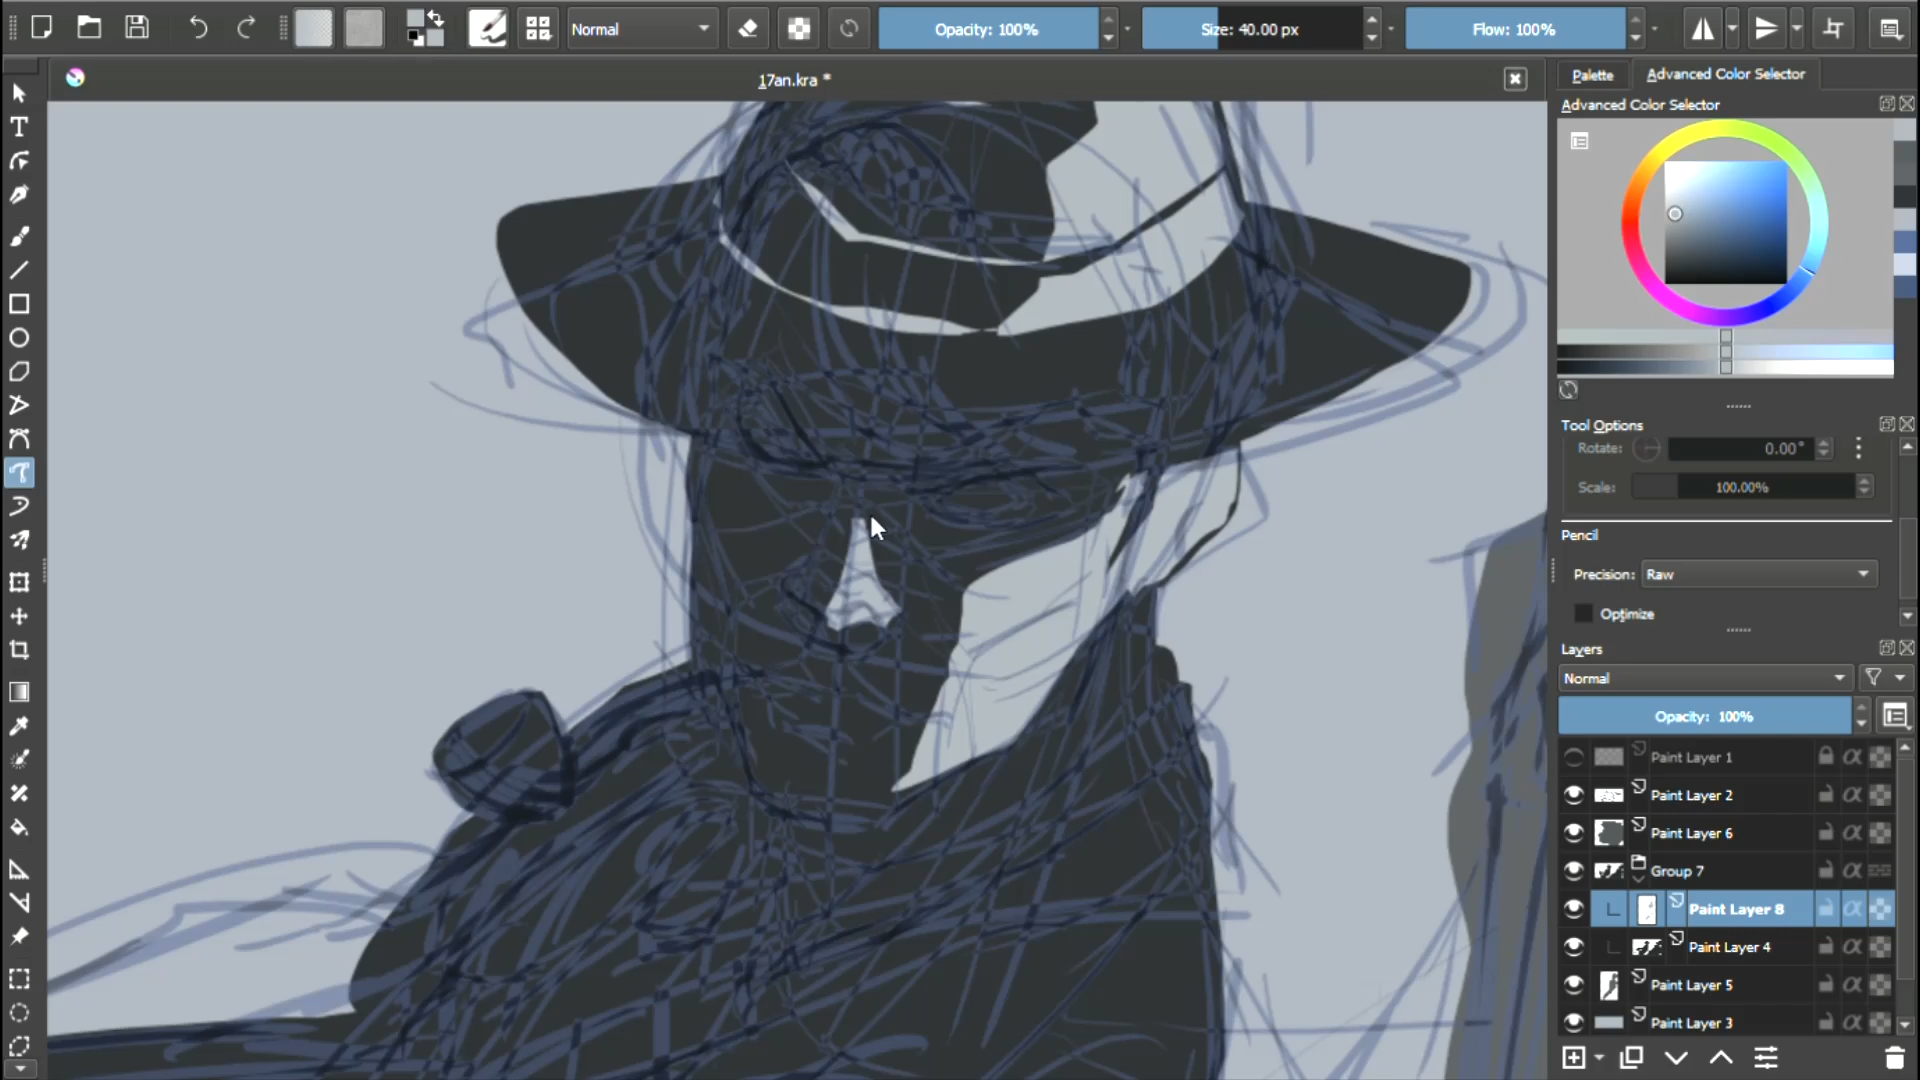 Normal
Opacity: 100%
Size: 40.00 px
Flow: 100%
17an.kra *
Palette
Advanced Color Selector
Advanced Color Selector
Tool Options
Rotate:
0.00°
Scale:
100.00%
Pencil
Precision:
Raw
Optimize
Layers
Normal
Opacity: 100%
Paint Layer 1
Paint Layer 2
Paint Layer 6
Group 7
Paint Layer 8
Paint Layer 4
Paint Layer 5
Paint Layer 3